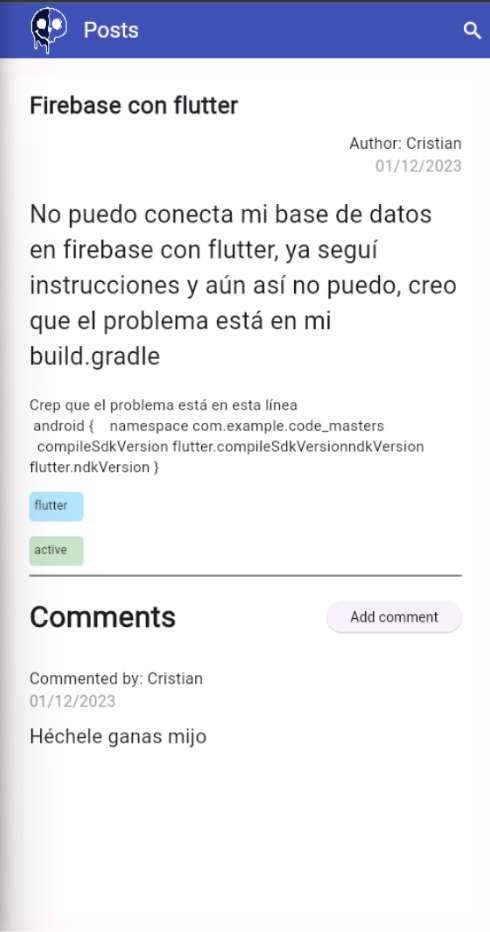 Posts
Firebase con flutter
Author: Cristian
01/12/2023
No puedo conecta mi base de datos
en firebase con flutter, ya seguí
instrucciones y aún así no puedo, creo
que el problema está en mi
build.gradle
Crep que el problema está en esta línea
android {    namespace com.example.code_masters
compileSdkVersion flutter.compileSdkVersionndkVersion
flutter.ndkVersion }
flutter
active
Comments
Add comment
Commented by: Cristian
01/12/2023
Héchele ganas mijo